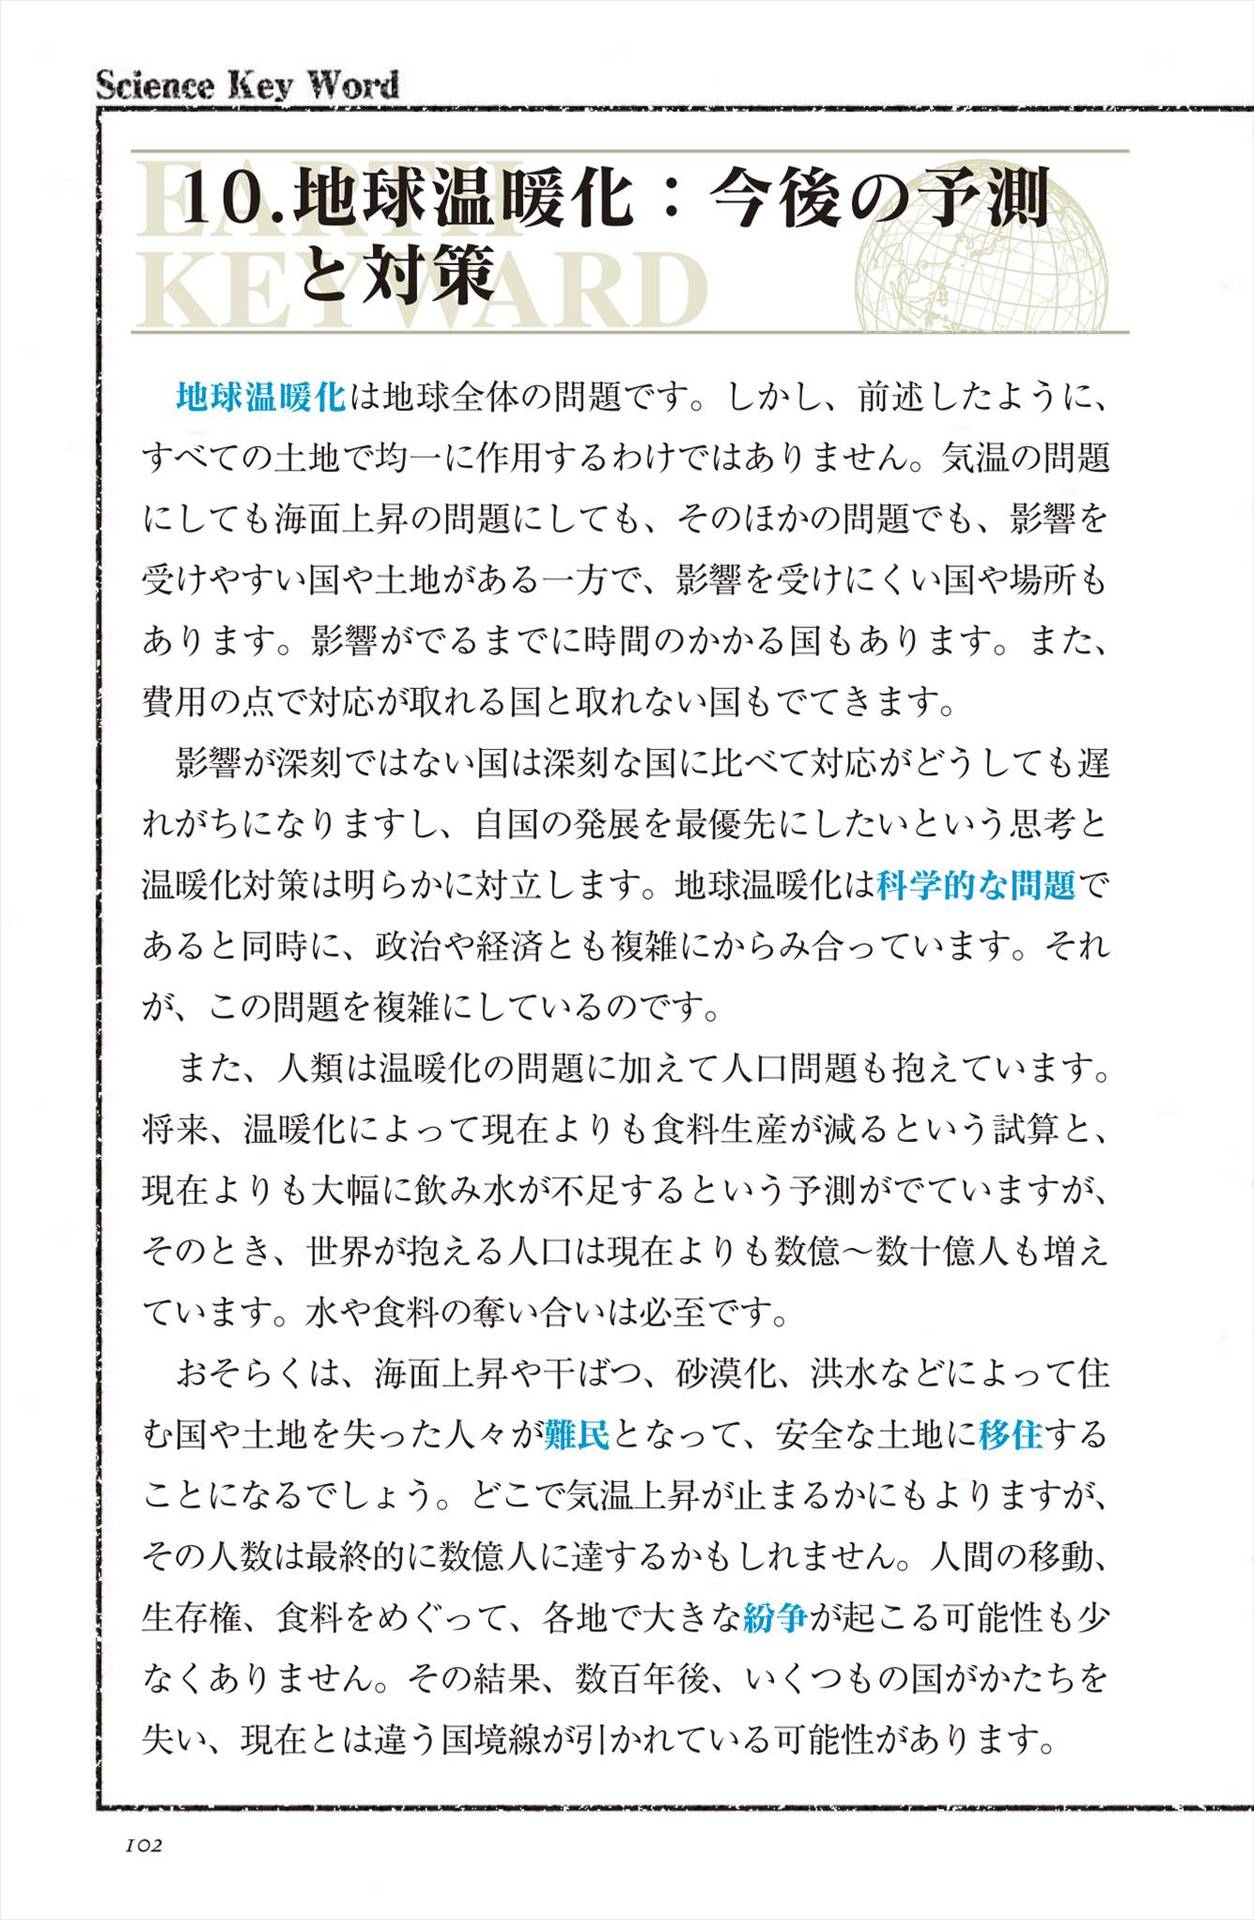 Science Key Word
EARTH
KEYWARD
10.地球温暖化：今後の予測
と対策
地球温暖化は地球全体の問題です。しかし、前述したように、
すべての土地で均一に作用するわけではありません。気温の問題
にしても海面上昇の問題にしても、そのほかの問題でも、影響を
受けやすい国や土地がある一方で、影響を受けにくい国や場所も
あります。影響がでるまでに時間のかかる国もあります。また、
費用の点で対応が取れる国と取れない国もでてきます。
影響が深刻ではない国は深刻な国に比べて対応がどうしても遅
れがちになりますし、自国の発展を最優先にしたいという思考と
温暖化対策は明らかに対立します。地球温暖化は科学的な問題で
あると同時に、政治や経済とも複雑にからみ合っています。それ
が、この問題を複雑にしているのです。
また、人類は温暖化の問題に加えて人口問題も抱えています。
将来、温暖化によって現在よりも食料生産が減るという試算と、
現在よりも大幅に飲み水が不足するという予測がでていますが、
そのとき、世界が抱える人口は現在よりも数億～数十億人も増え
ています。水や食料の奪い合いは必至です。
おそらくは、海面上昇や干ばつ、砂漠化、洪水などによって住
む国や土地を失った人々が難民となって、安全な土地に移住する
ことになるでしょう。どこで気温上昇が止まるかにもよりますが、
その人数は最終的に数億人に達するかもしれません。人間の移動、
生存権、食料をめぐって、各地で大きな紛争が起こる可能性も少
なくありません。その結果、数百年後、いくつもの国がかたちを
失い、現在とは違う国境線が引かれている可能性があります。
102